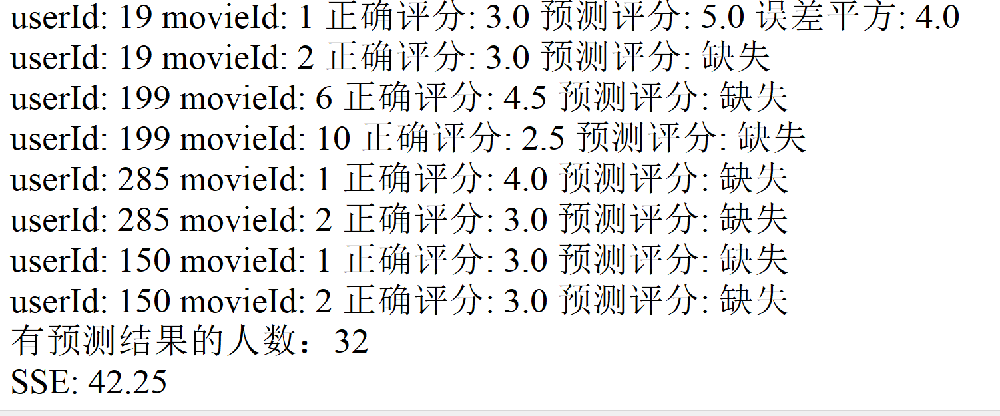 userId: 19 movieId: 1 正确评分: 3.0 预测评分: 5.0 误差平方: 4.0
userId: 19 movieId: 2 正确评分: 3.0 预测评分: 缺失
userId: 199 movieId: 6 正确评分: 4.5 预测评分: 缺失
userId: 199 movieId: 10 正确评分: 2.5 预测评分: 缺失
userId: 285 movieId: 1 正确评分: 4.0 预测评分: 缺失
userId: 285 movieId: 2 正确评分: 3.0 预测评分: 缺失
userId: 150 movieId: 1 正确评分: 3.0 预测评分: 缺失
userId: 150 movieId: 2 正确评分: 3.0 预测评分: 缺失
有预测结果的人数：32
SSE: 42.25